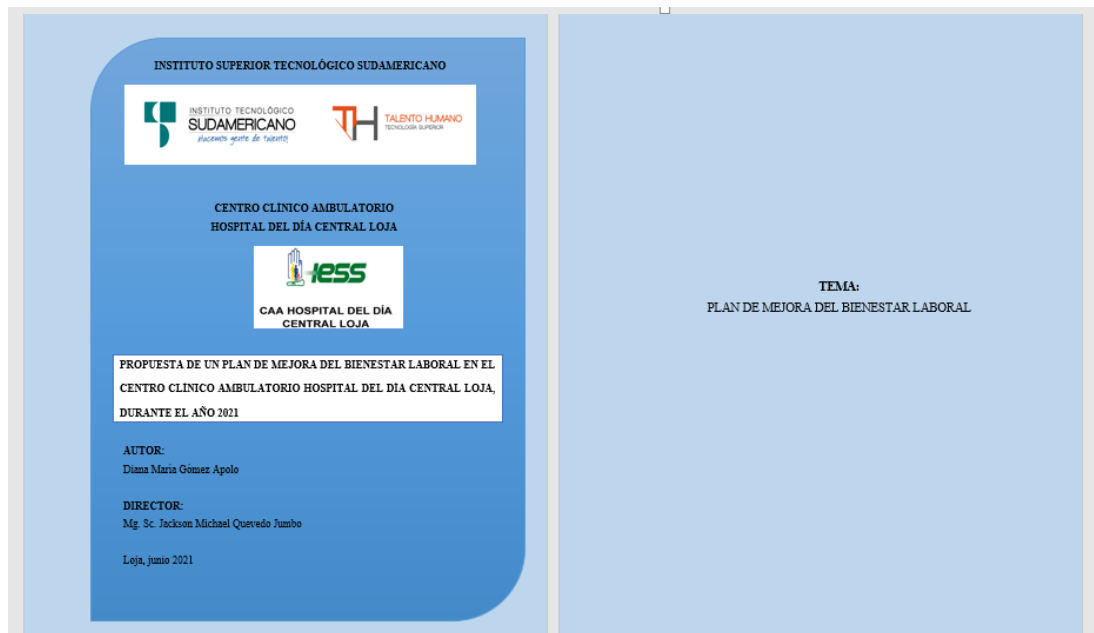 INSTITUTO SUPERIOR TECNOLÓGICO SUDAMERICANO
INSTITUTO TECNOLÓGICO
SUDAMERICANO
¡Hacemos gente de talento!
TALENTO HUMANO
TECNOLOGÍA SUPERIOR
CENTRO CLÍNICO AMBULATORIO
HOSPITAL DEL DÍA CENTRAL LOJA
iess
CAA HOSPITAL DEL DÍA
CENTRAL LOJA
PROPUESTA DE UN PLAN DE MEJORA DEL BIENESTAR LABORAL EN EL
CENTRO CLÍNICO AMBULATORIO HOSPITAL DEL DIA CENTRAL LOJA,
DURANTE EL AÑO 2021
AUTOR:
Diana María Gómez Apolo
DIRECTOR:
Mg. Sc. Jackson Michael Quevedo Jumbo
Loja, junio 2021
TEMA:
PLAN DE MEJORA DEL BIENESTAR LABORAL